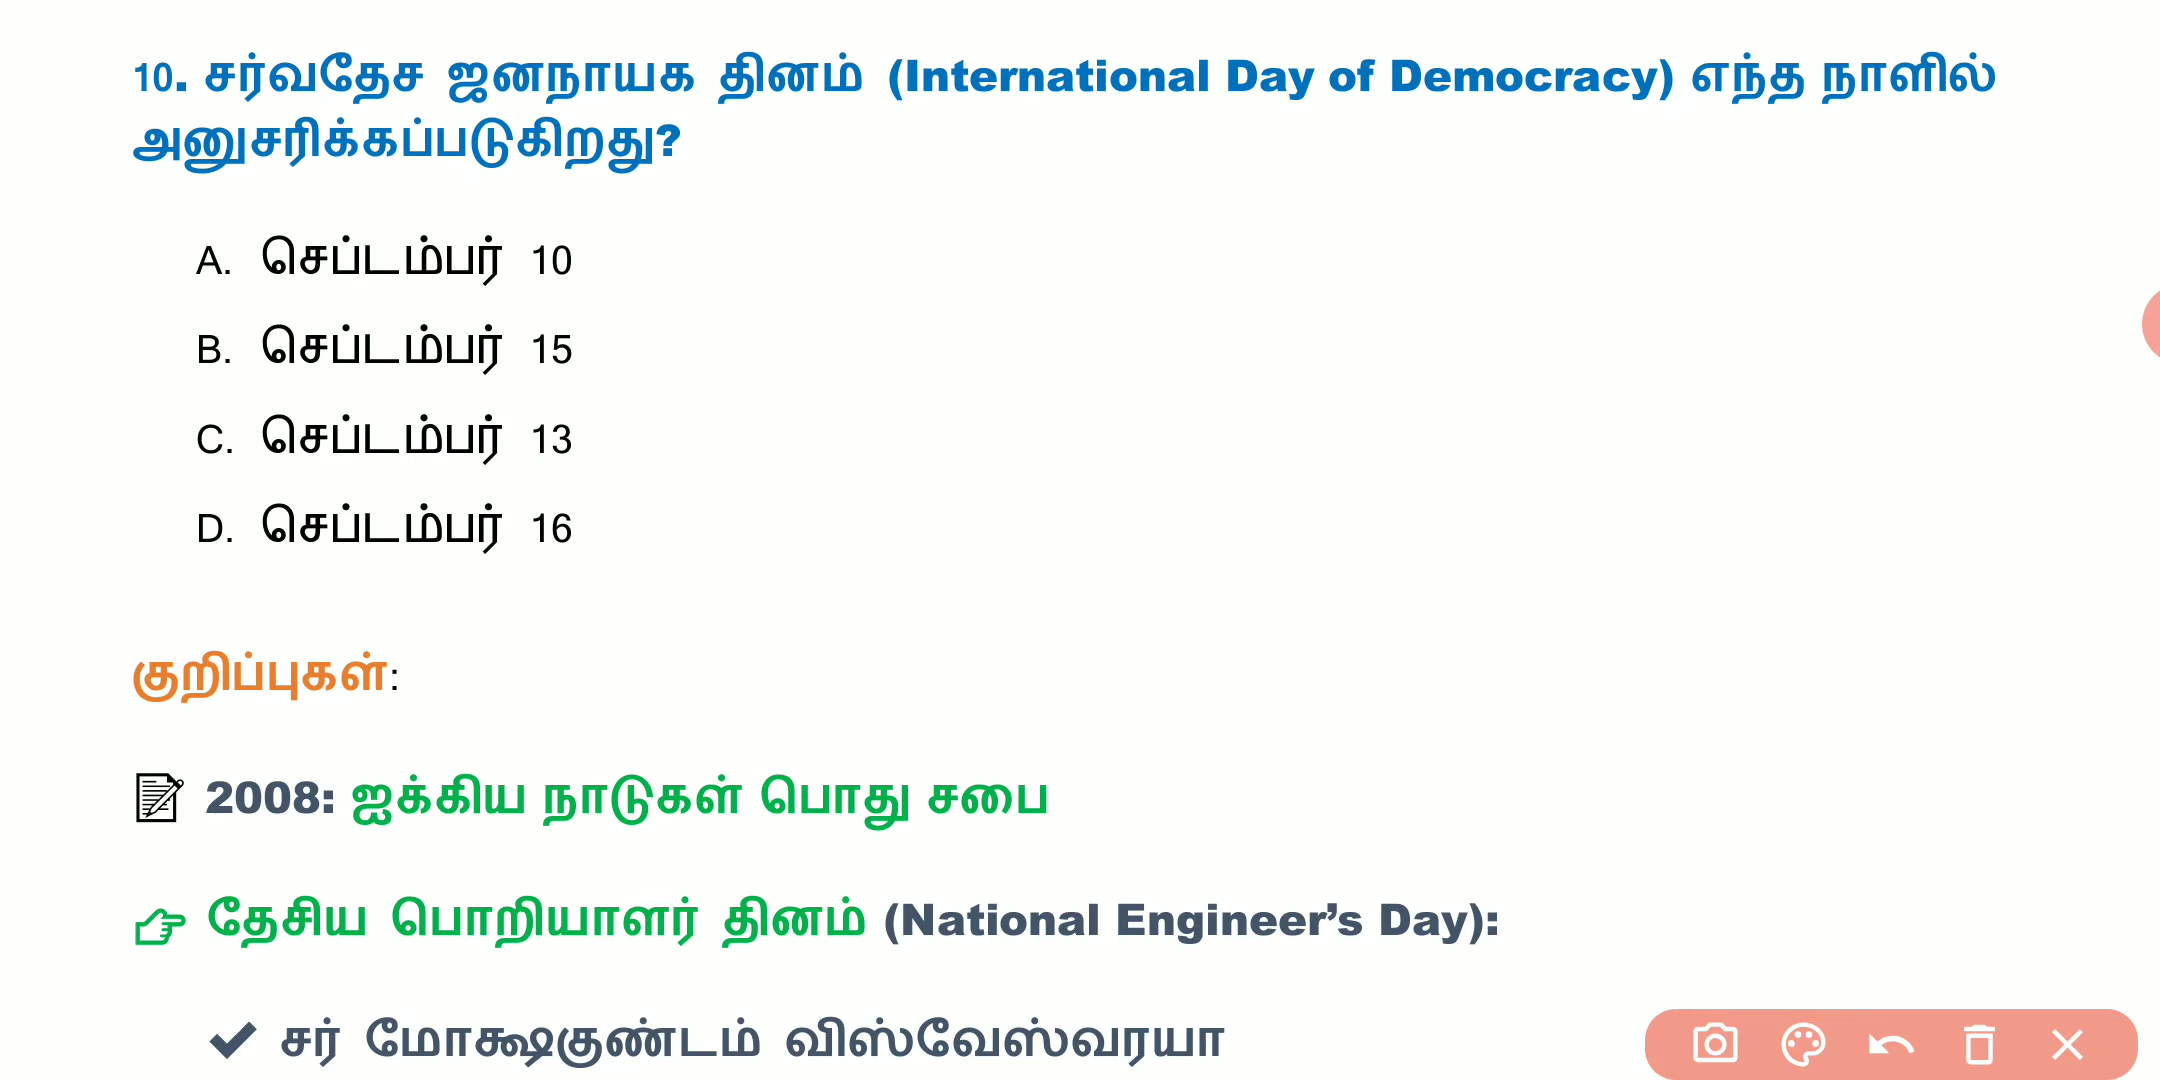 10. சர்வதேச ஜனநாயக தினம் (International Day of Democracy) எந்த நாளில்
அனுசரிக்கப்படுகிறது?
A. செப்டம்பர் 10
B. செப்டம்பர் 15
C. செப்டம்பர் 13
D. செப்டம்பர் 16
குறிப்புகள்:
2008: ஐக்கிய நாடுகள் பொது சபை
தேசிய பொறியாளர் தினம் (National Engineer’s Day):
சர் மோக்ஷகுண்டம் விஸ்வேஸ்வரயா